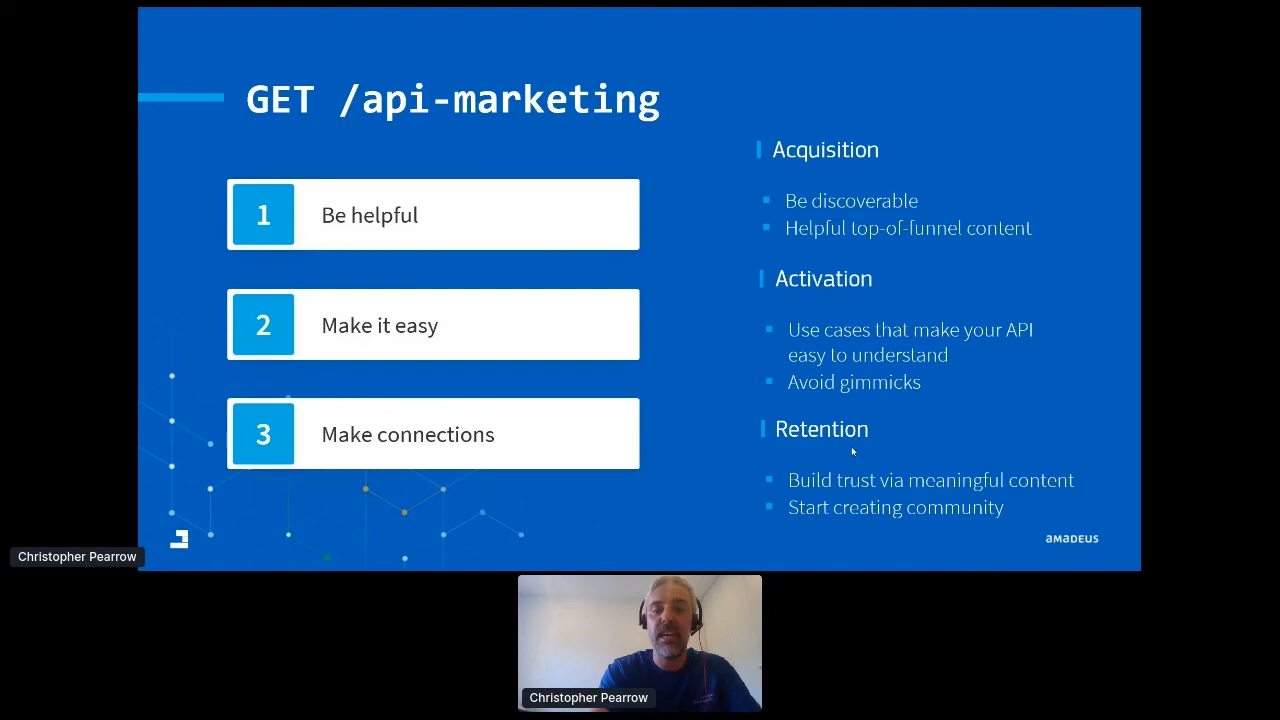 GET /api-marketing
1
Be helpful
2
Make it easy
3
Make connections
Acquisition
Be discoverable
Helpful top-of-funnel content
Activation
Use cases that make your API
easy to understand
Avoid gimmicks
Retention
Build trust via meaningful content
Start creating community
amadeus
Christopher Pearrow
Christopher Pearrow